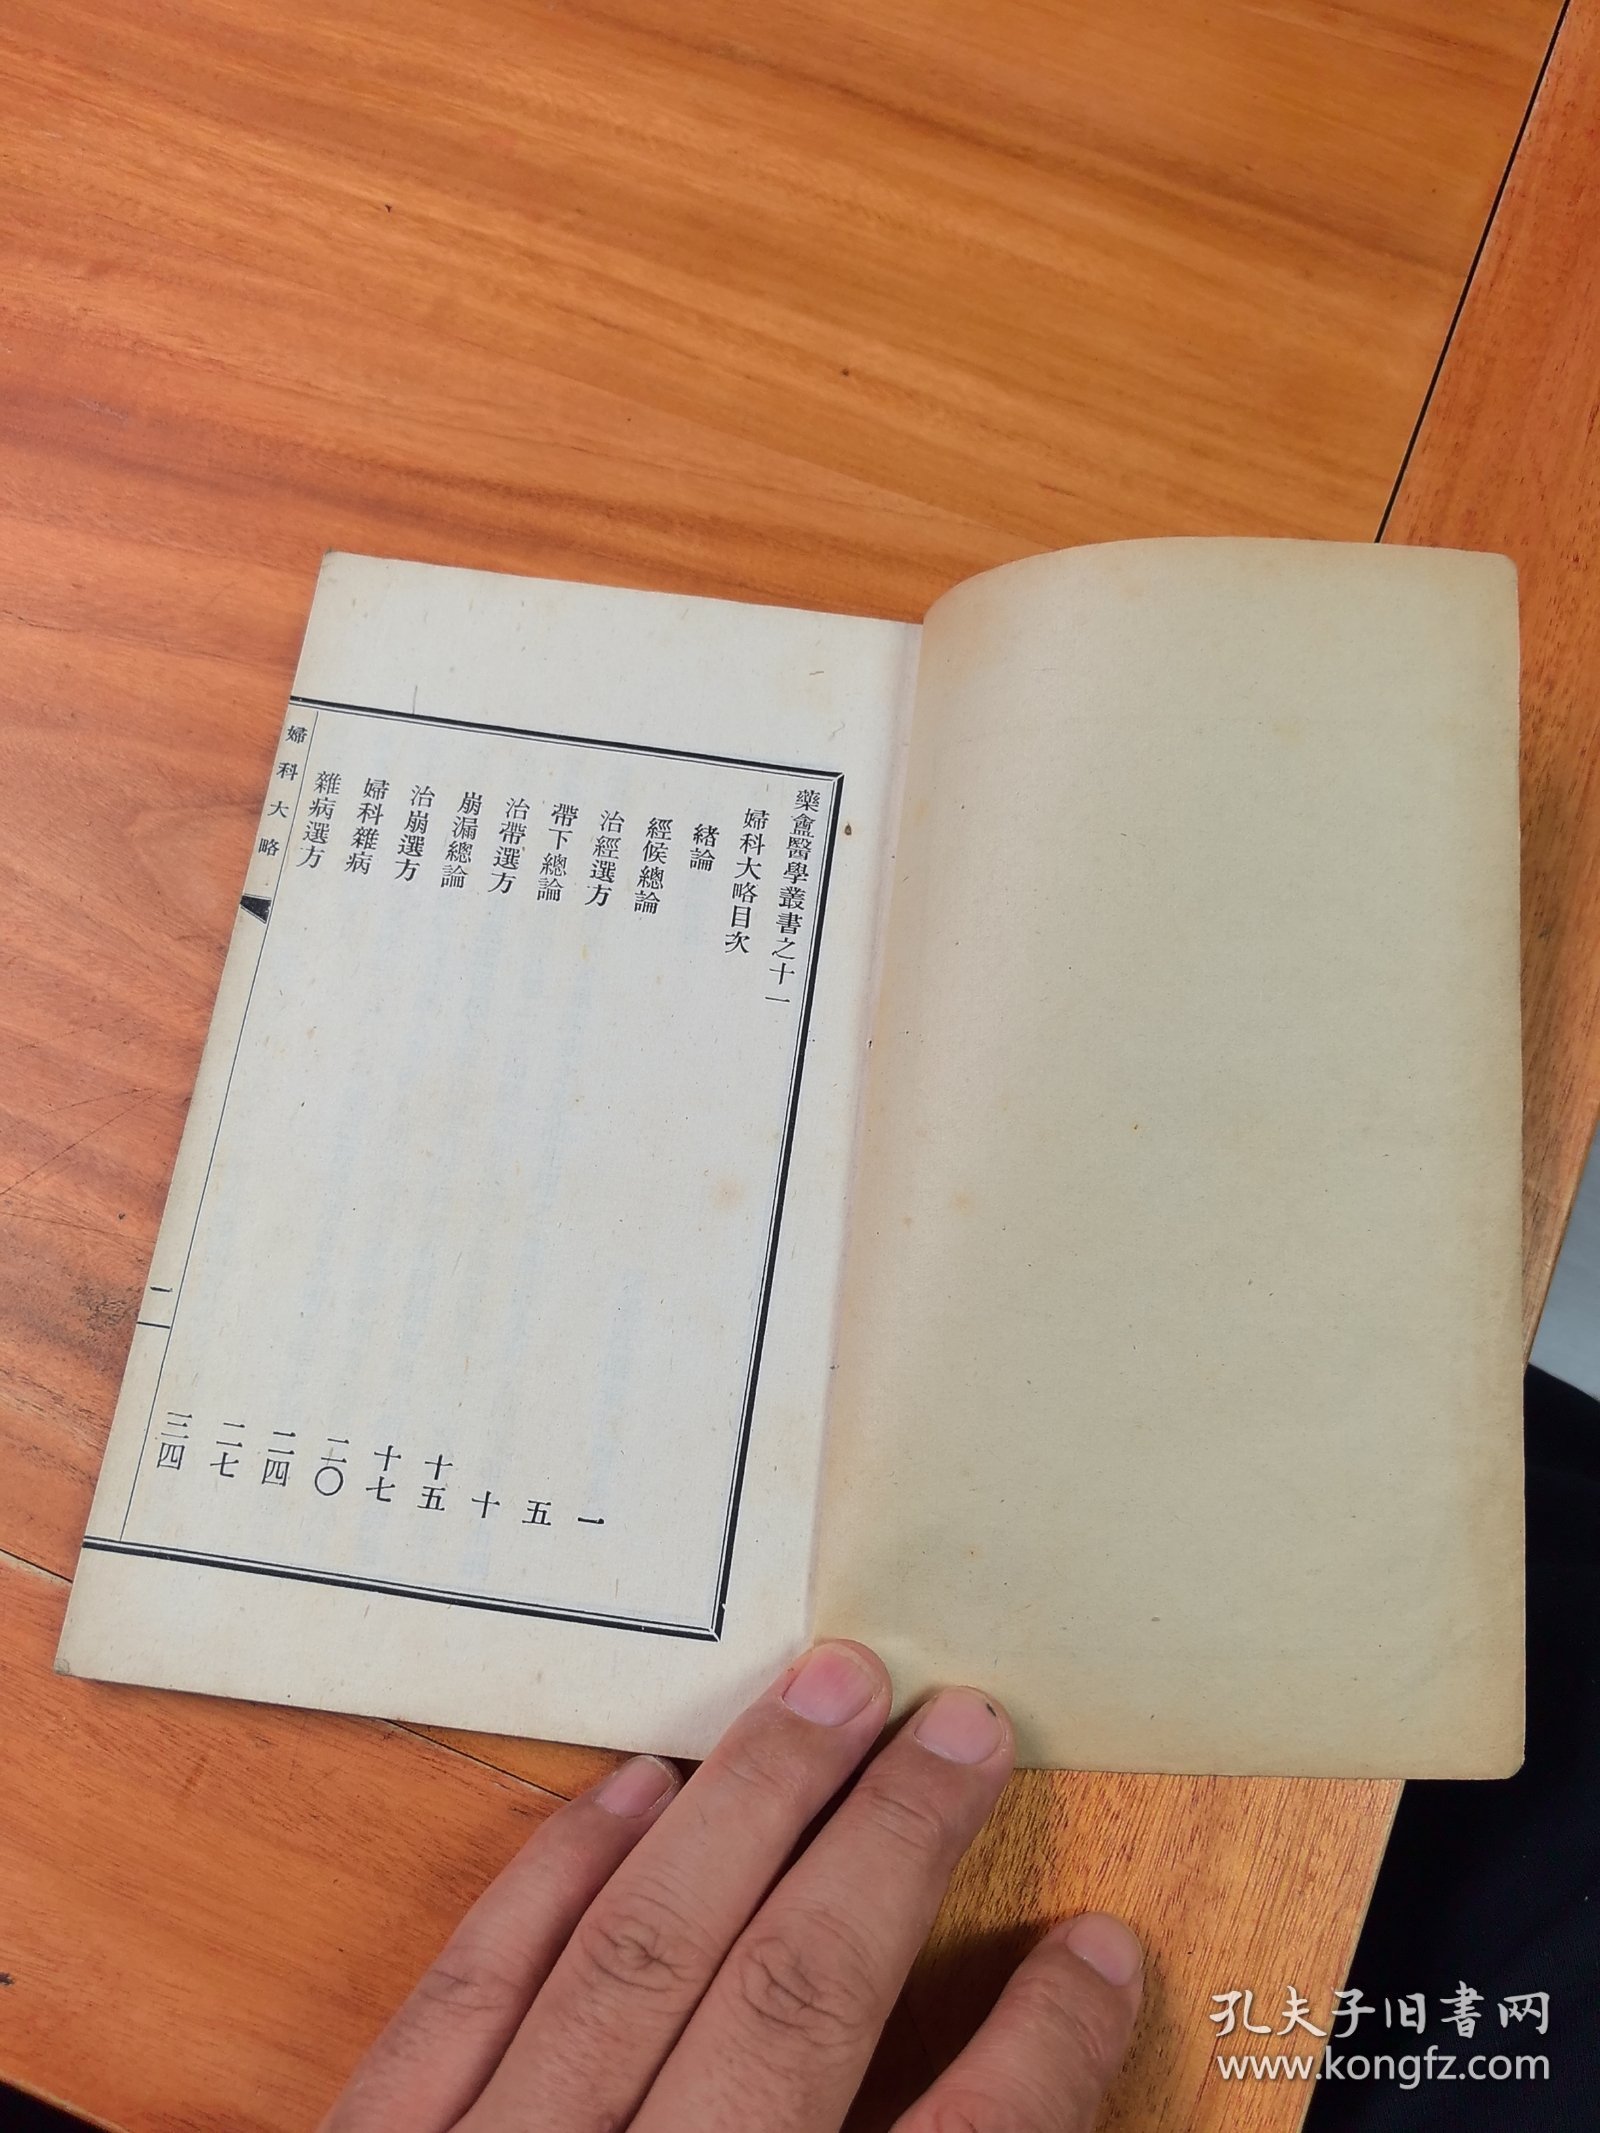 藥盦醫學叢書之十一
婦科大略目次
緒論 一
經候總論 五
治經選方 十
帶下總論 十五
治帶選方 十七
崩漏總論 二〇
治崩選方 二四
婦科雜病 二七
雜病選方 三四
婦科大略
一
孔夫子旧书网
www.kongfz.com